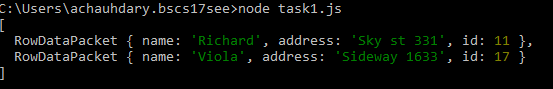 C:\Users\achauhdary.bscs17see>node task1.js
[
  RowDataPacket { name: 'Richard', address: 'Sky st 331', id: 11 },
  RowDataPacket { name: 'Viola', address: 'Sideway 1633', id: 17 }
]